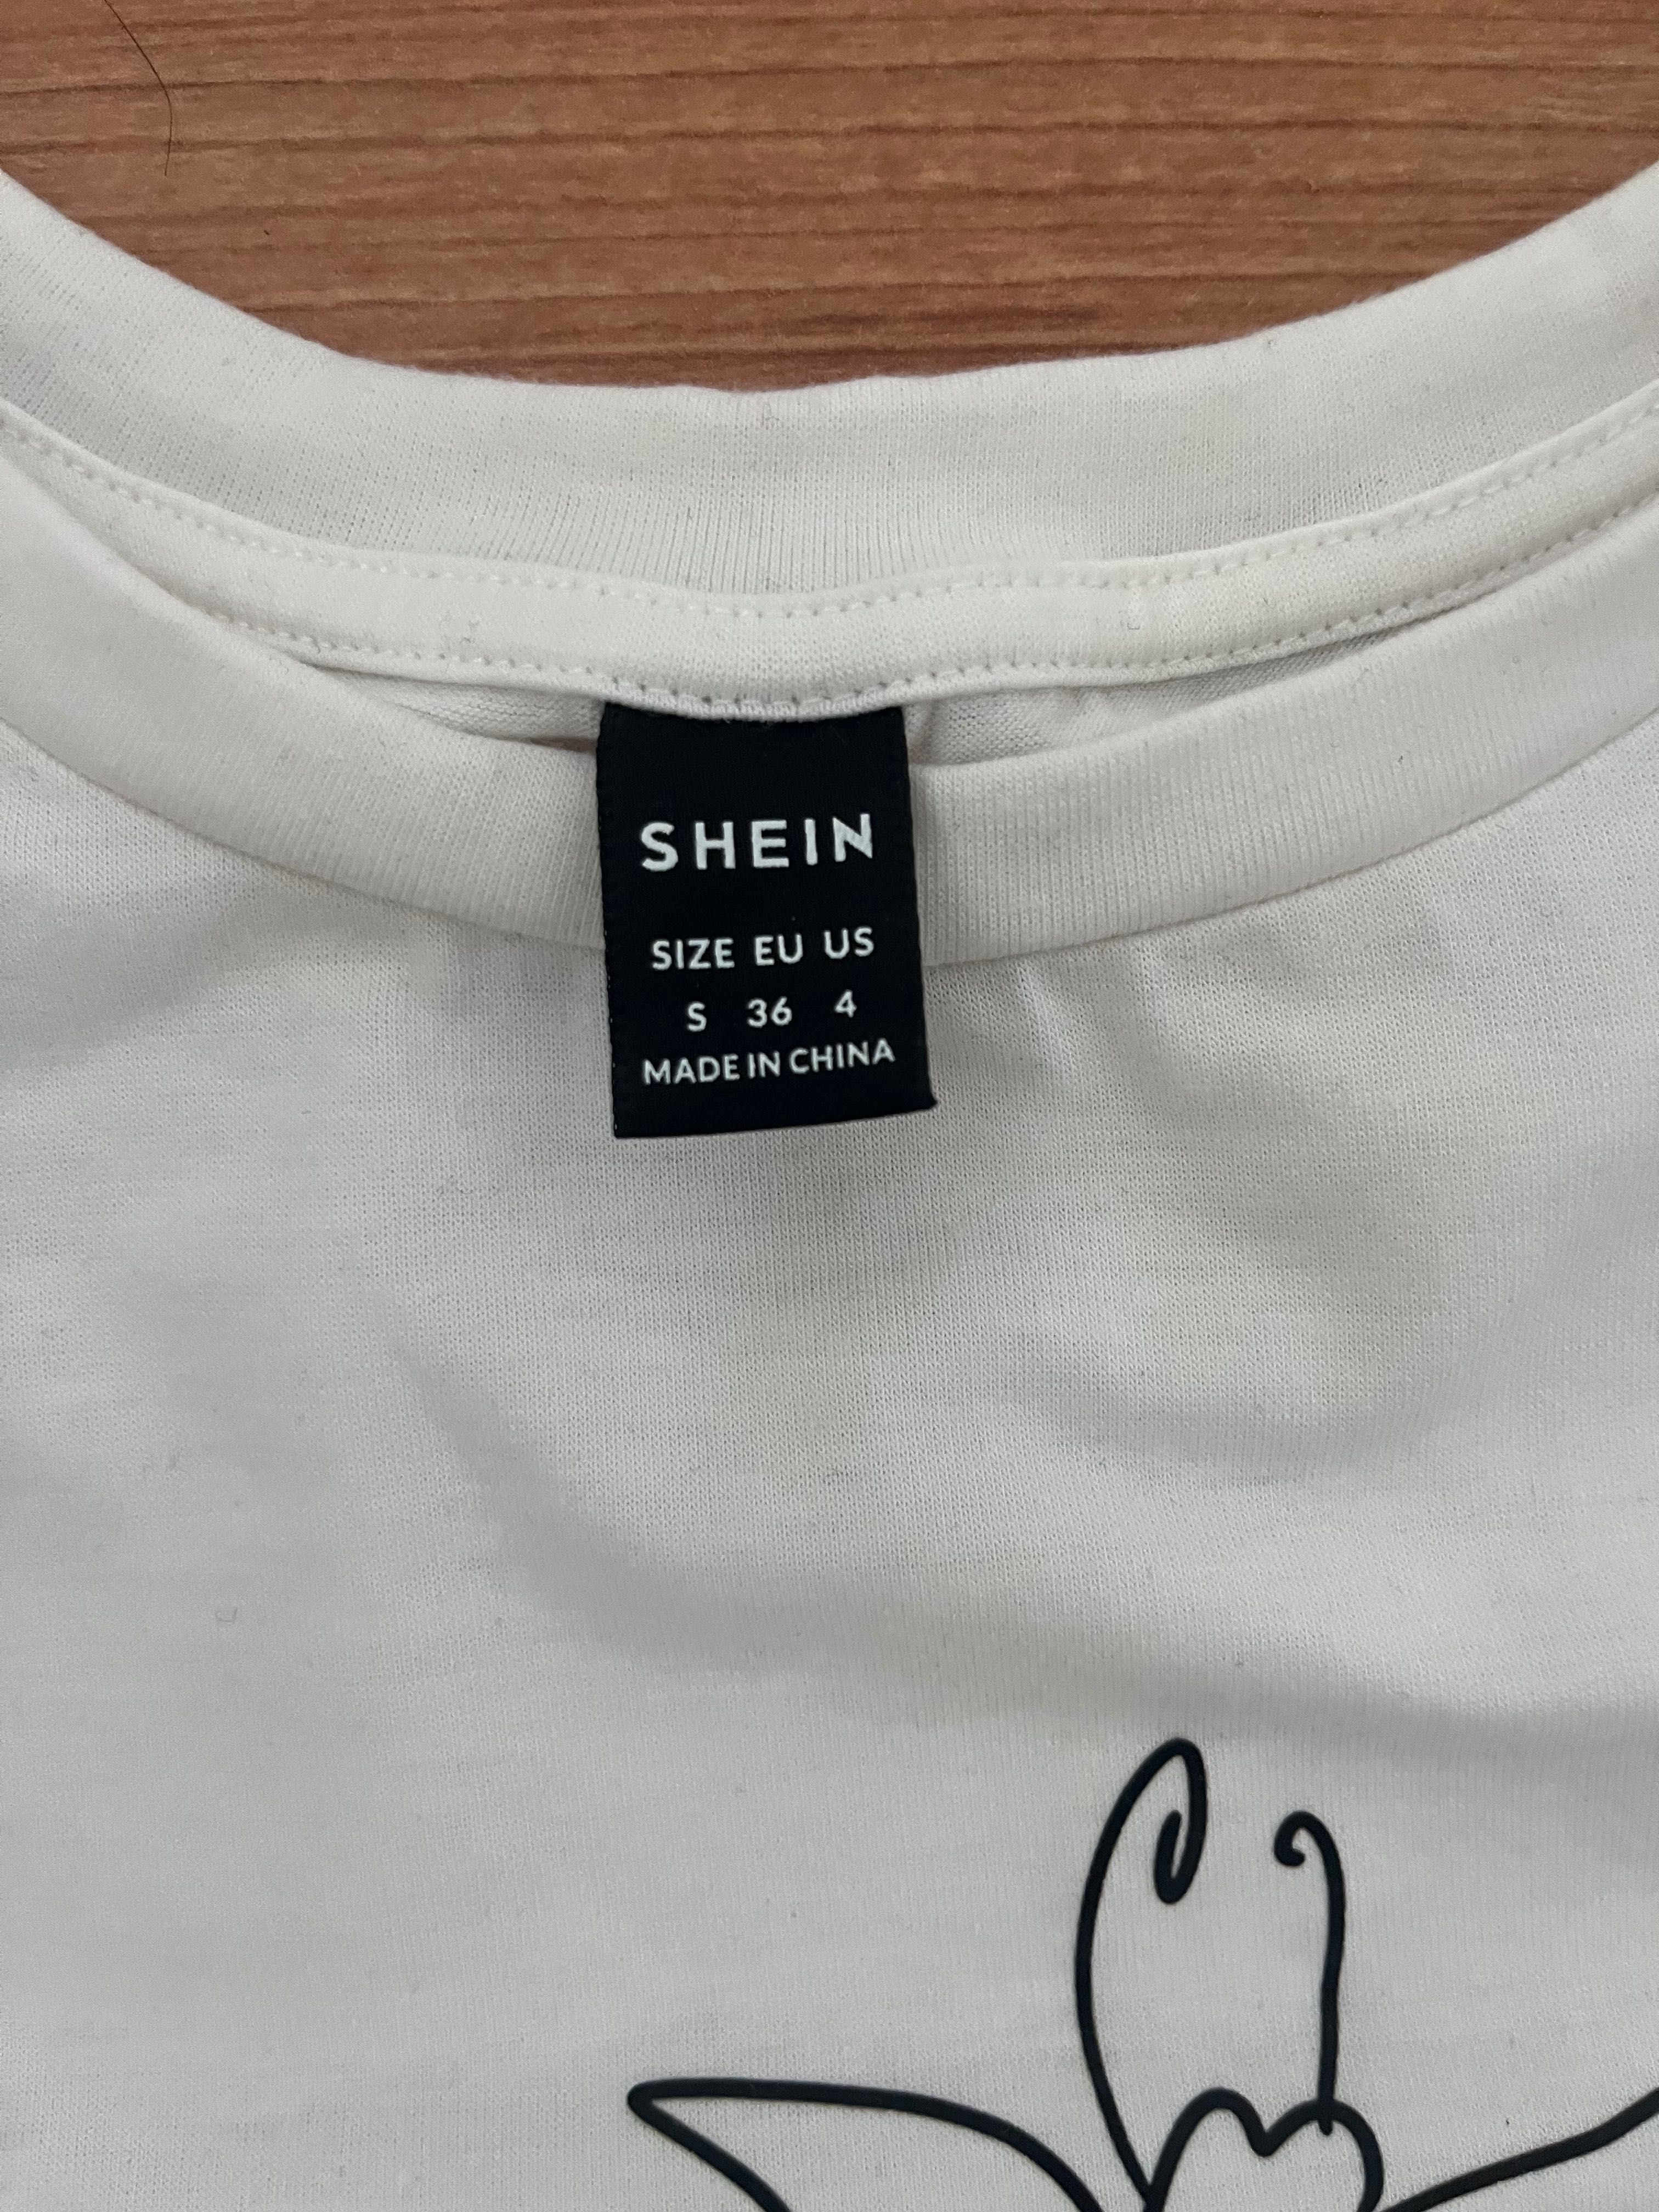 SHEIN
SIZE EU US
S 36 4
MADE IN CHINA